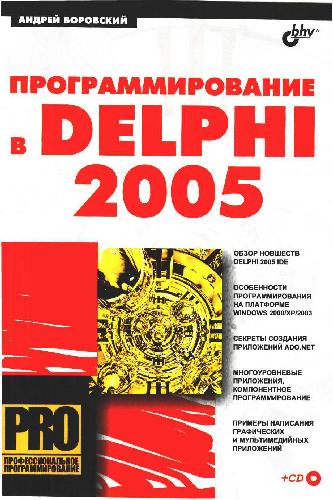 АНДРЕЙ БОРОВСКИЙ
bhv®
ПРОГРАММИРОВАНИЕ
в DELPHI
2005
ОБЗОР НОВШЕСТВ
DELPHI 2005 IDE
ОСОБЕННОСТИ
ПРОГРАММИРОВАНИЯ
НА ПЛАТФОРМЕ
WINDOWS 2000/XP/2003
СЕКРЕТЫ СОЗДАНИЯ
ПРИЛОЖЕНИЙ ADO.NET
МНОГОУРОВНЕВЫЕ
ПРИЛОЖЕНИЯ,
КОМПОНЕНТНОЕ
ПРОГРАММИРОВАНИЕ
ПРИМЕРЫ НАПИСАНИЯ
ГРАФИЧЕСКИХ
И МУЛЬТИМЕДИЙНЫХ
ПРИЛОЖЕНИЙ
PRO
ПРОФЕССИОНАЛЬНОЕ
ПРОГРАММИРОВАНИЕ
+CD